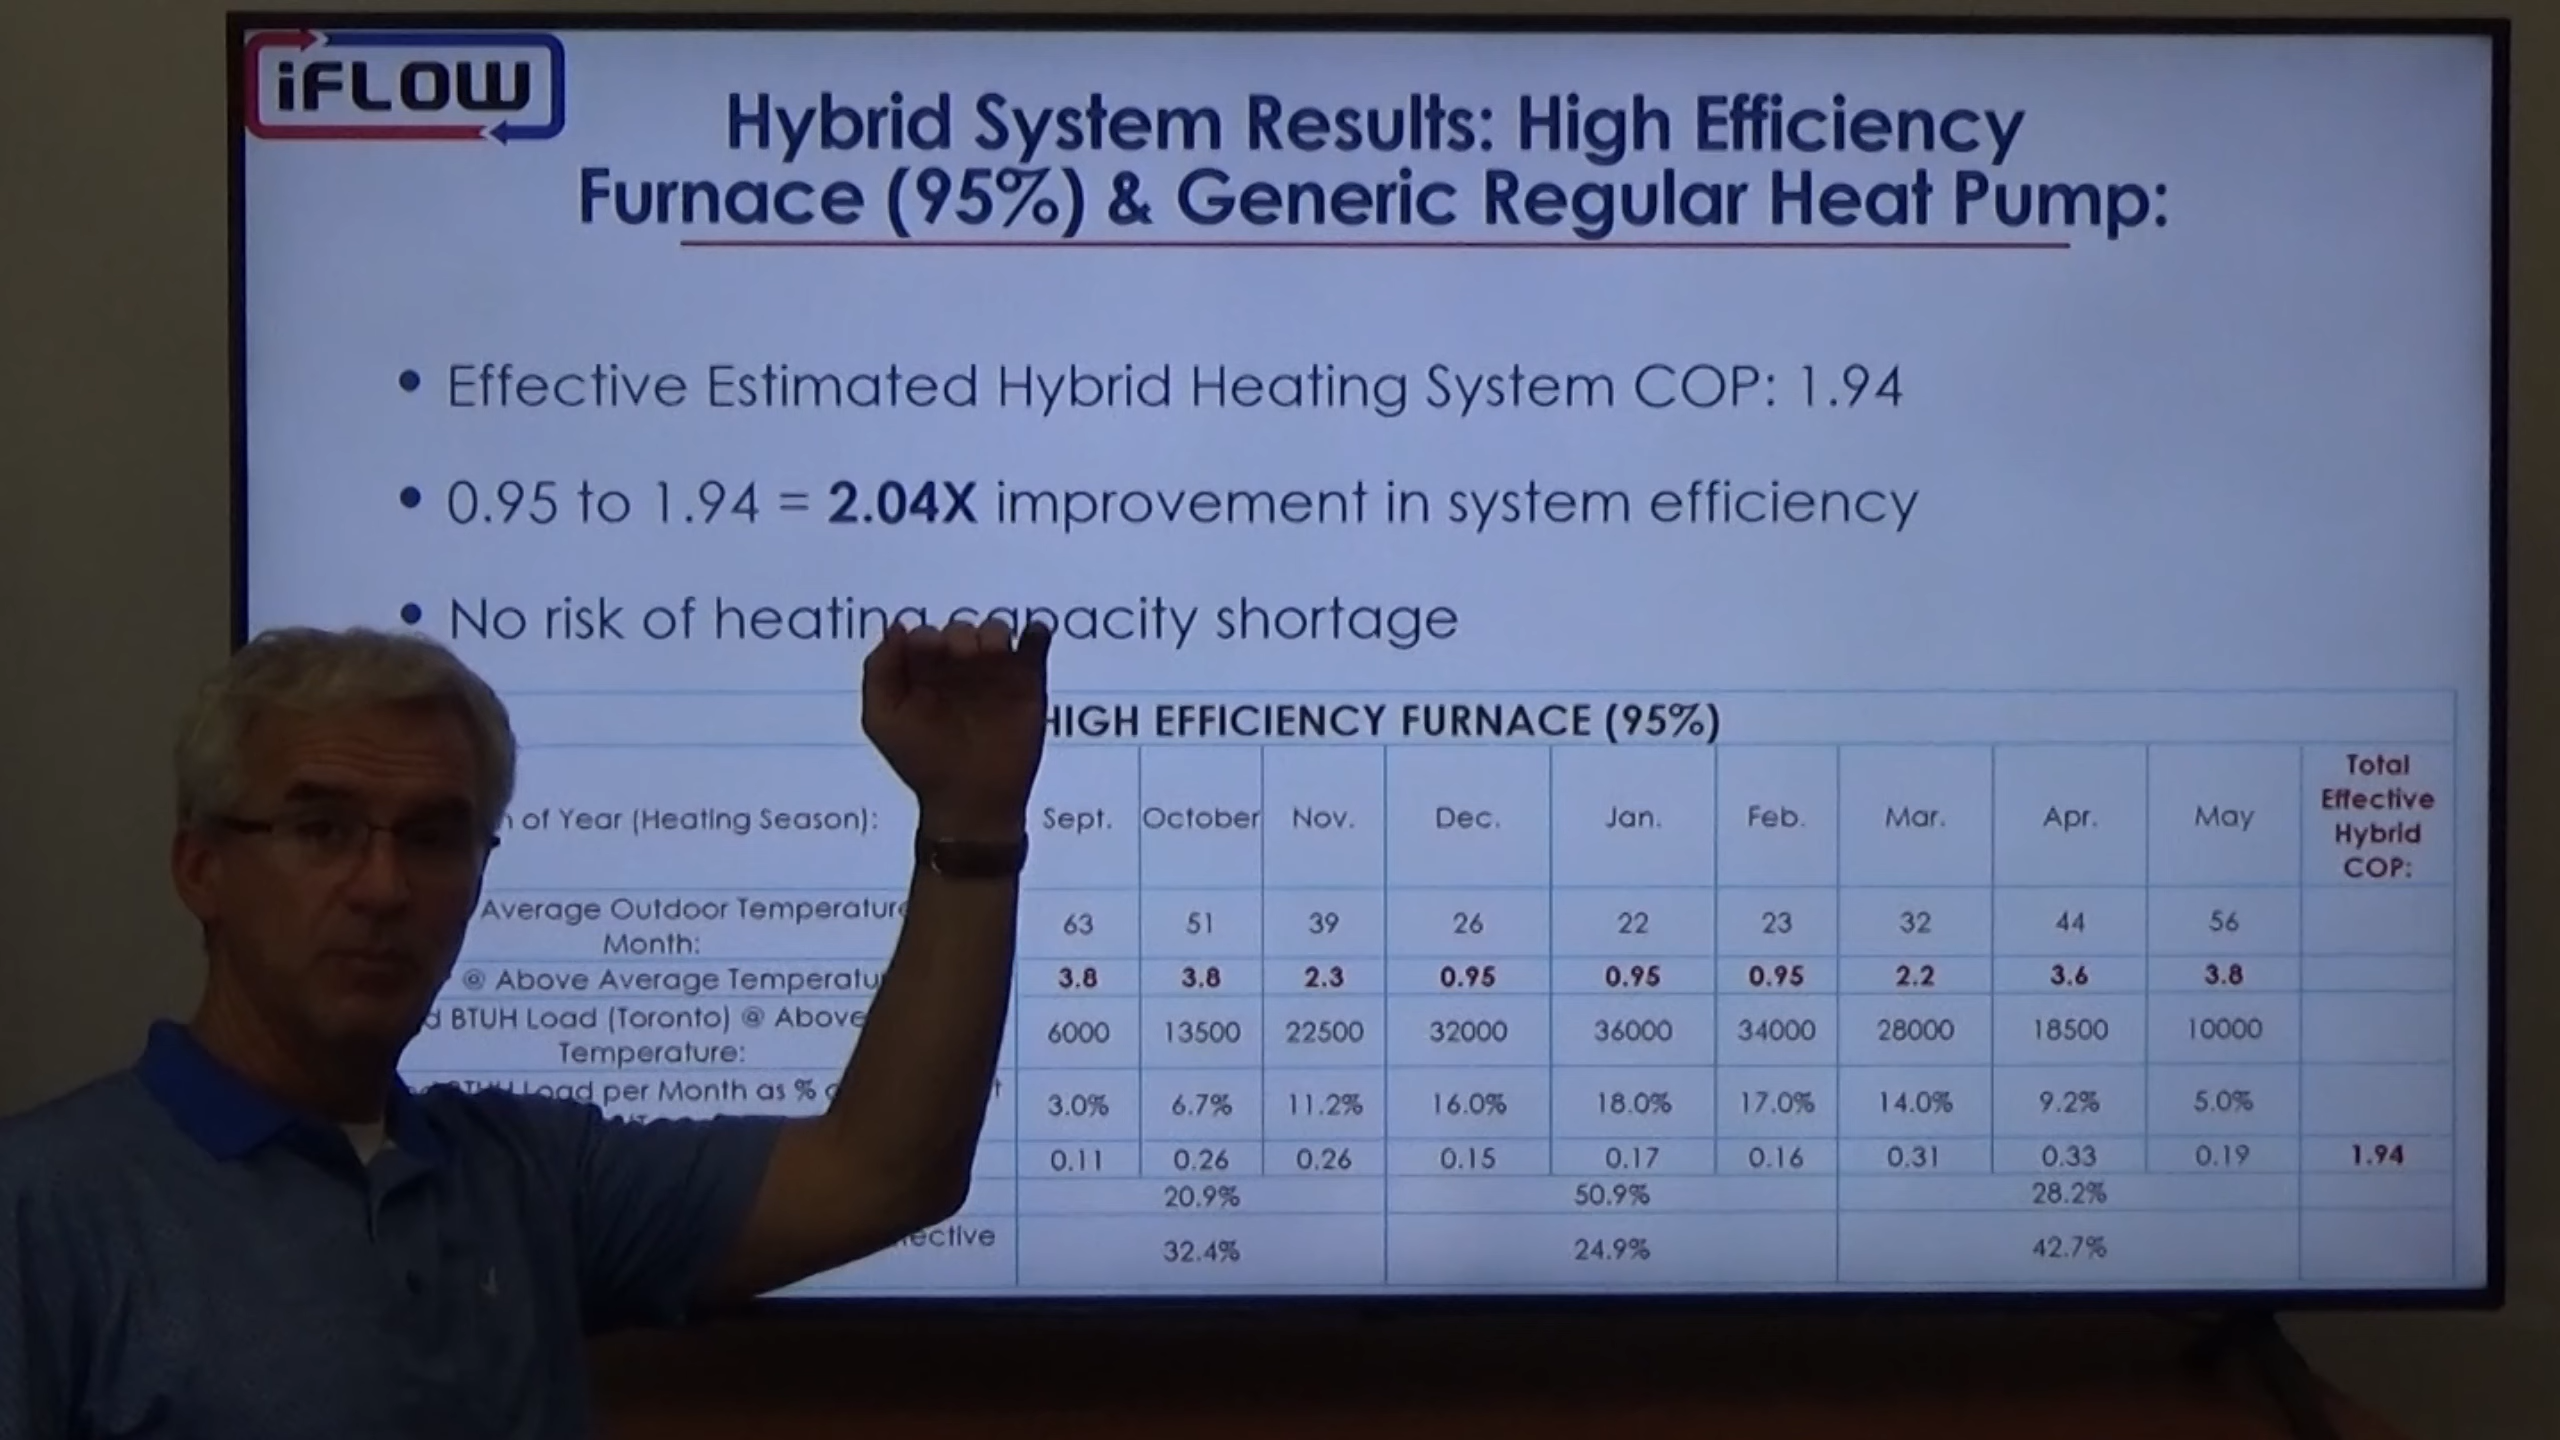 iFLOW
Hybrid System Results: High Efficiency
Furnace (95%) & Generic Regular Heat Pump:
• Effective Estimated Hybrid Heating System COP: 1.94
• 0.95 to 1.94 = 2.04X improvement in system efficiency
• No risk of heating capacity shortage
HIGH EFFICIENCY FURNACE (95%)
of Year (Heating Season): Sept. October Nov. Dec. Jan. Feb. Mar. Apr. May Total
Effective
Hybrid
COP:
Average Outdoor Temperature
Month: 63 51 39 26 22 23 32 44 56
@ Above Average 3.8 3.8 2.3 0.95 0.95 0.95 2.2 3.6 3.8
BTUH Load (Toronto) @ Above
Temperature: 6000 13500 22500 32000 36000 34000 28000 18500 10000
Load per Month as % 3.0% 6.7% 11.2% 16.0% 18.0% 17.0% 14.0% 9.2% 5.0%
0.11 0.26 0.26 0.15 0.17 0.16 0.31 0.33 0.19 1.94
20.9% 50.9% 28.2%
32.4% 24.9% 42.7%